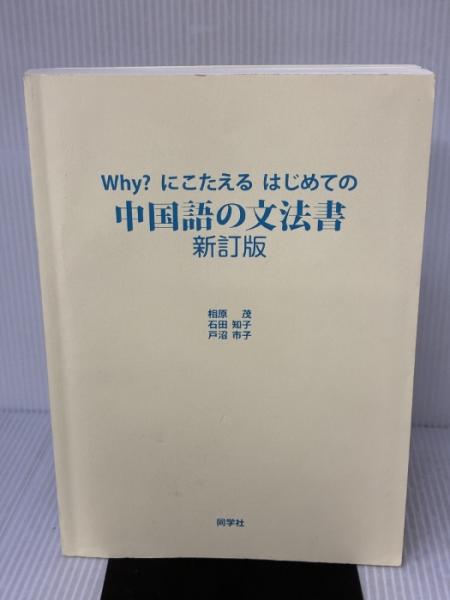 Why? にこたえる はじめての
中国語の文法書
新訂版
相原 茂
石田 知子
戸沼 市子
同学社